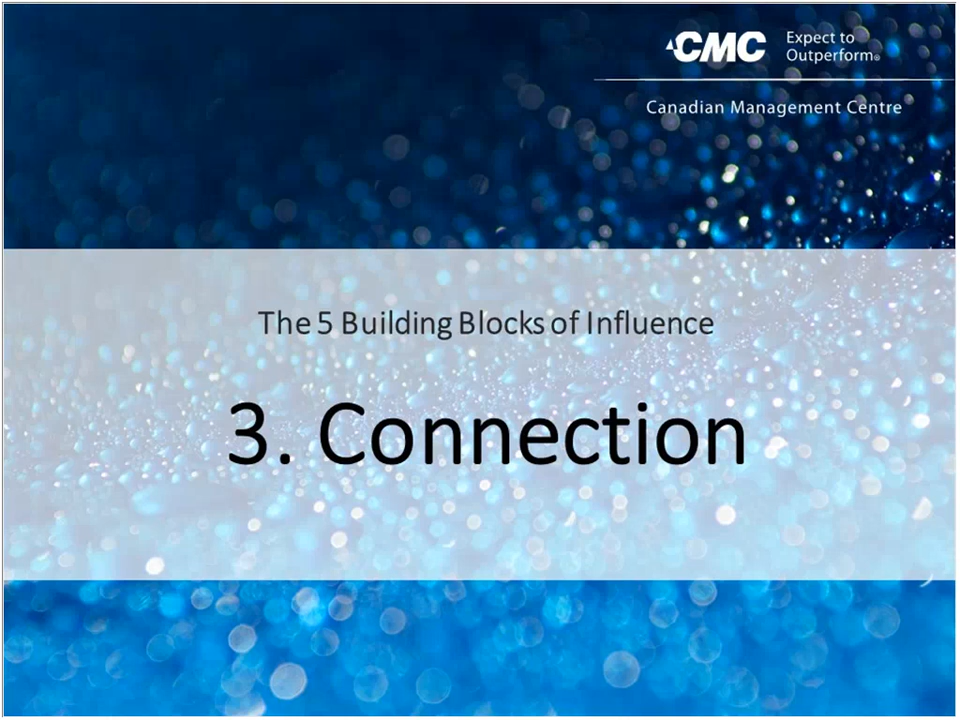 CMC
Expect to
Outperform®
Canadian Management Centre
The 5 Building Blocks of Influence
3. Connection